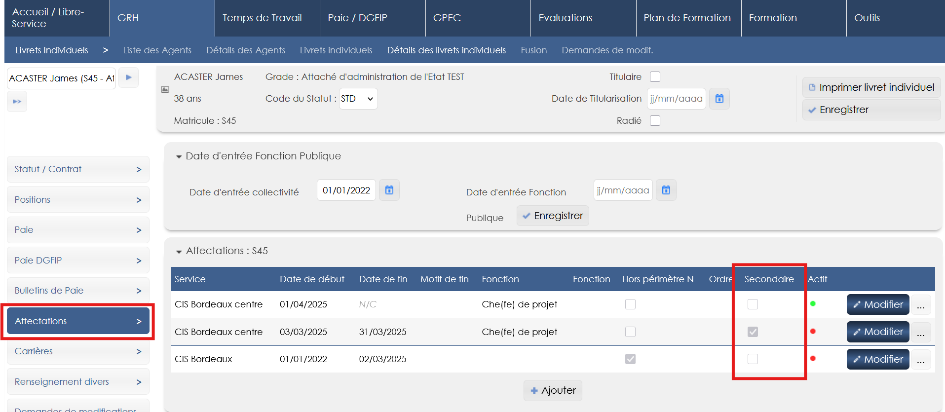 Accueil / Libre-Service GRH Temps de Travail Paie / DGFIP GPEC Evaluations Plan de Formation Formation Outils
Livrets Individuels > Liste des Agents Détails des Agents Livrets Individuels Détails des livrets individuels Fusion Demandes de modif.
ACASTER James (S45 - At
ACASTER James Grade : Attaché d'administration de l'Etat TEST Titulaire
38 ans Code du Statut : STD Date de Titularisation jj/mm/aaaa
Matricule : S45 Radié
Imprimer livret individuel
Enregistrer
Statut / Contrat >
Positions >
Paie >
Paie DGFIP >
Bulletins de Paie >
Affectations >
Carrières >
Renseignement divers >
Demandes de modifications
Date d'entrée Fonction Publique
Date d'entrée collectivité 01/01/2022 Date d'entrée Fonction Publique jj/mm/aaaa
Enregistrer
Affectations : S45
Service Date de début Date de fin Motif de fin Fonction Fonction Hors périmètre N Ordre Secondaire Actif
CIS Bordeaux centre 01/04/2025 N/C Che(fe) de projet Modifier ...
CIS Bordeaux centre 03/03/2025 31/03/2025 Che(fe) de projet Modifier ...
CIS Bordeaux 01/01/2022 02/03/2025 Modifier ...
+ Ajouter